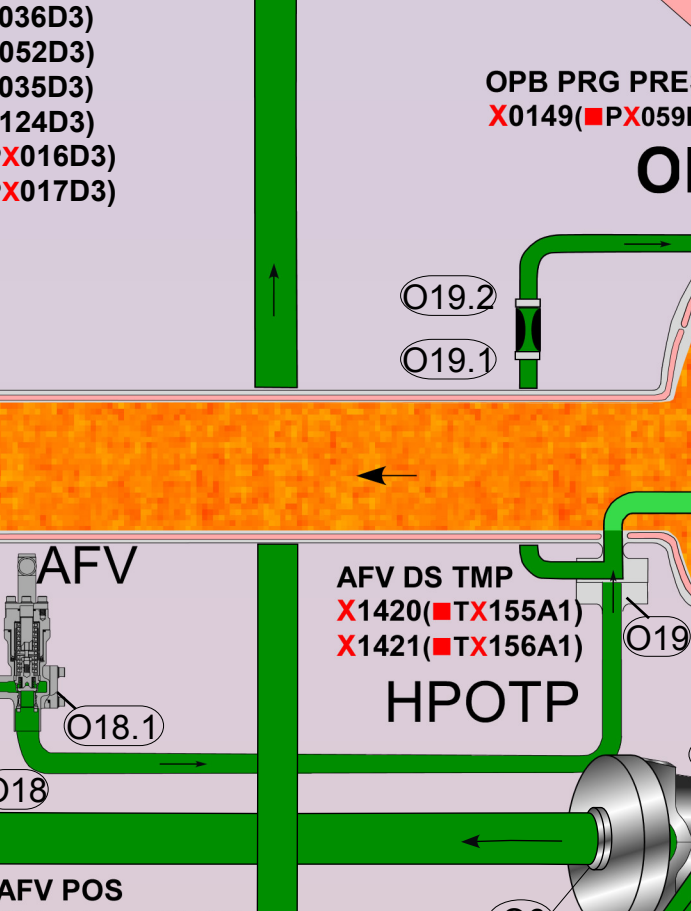 036D3)
052D3)
035D3)
124D3)
X016D3)
X017D3)
OPB PRG PRE
X0149(■PX059
O19.2
O19.1
AFV
AFV DS TMP
X1420(■TX155A1)
X1421(■TX156A1)
O19
HPOTP
O18.1
O18
AFV POS